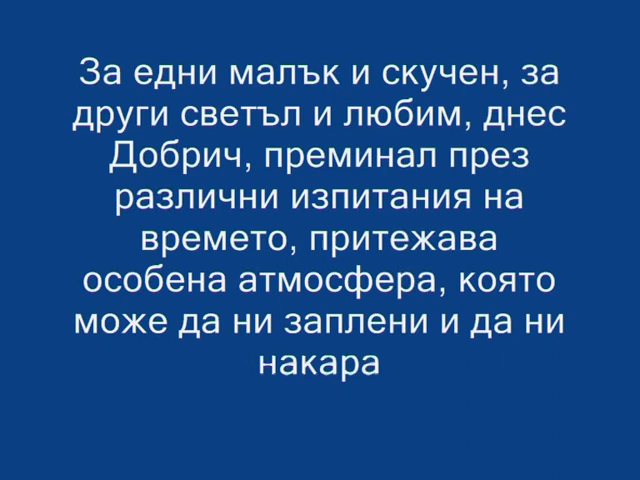 За едни малък и скучен, за
други светъл и любим, днес
Добрич, преминал през
различни изпитания на
времето, притежава
особена атмосфера, която
може да ни заплени и да ни
накара